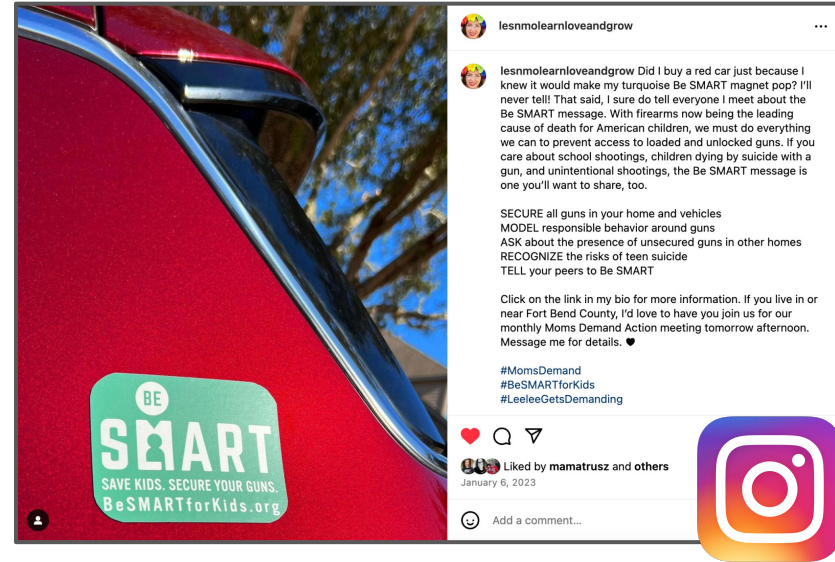 BE
SMART
SAVE KIDS. SECURE YOUR GUNS.
BeSMARTforKids.org
lesnmolearnloveandgrow
lesnmolearnloveandgrow Did I buy a red car just because I
knew it would make my turquoise Be SMART magnet pop? I'll
never tell! That said, I sure do tell everyone I meet about the
Be SMART message. With firearms now being the leading
cause of death for American children, we must do everything
we can to prevent access to loaded and unlocked guns. If you
care about school shootings, children dying by suicide with a
gun, and unintentional shootings, the Be SMART message is
one you'll want to share, too.
SECURE all guns in your home and vehicles
MODEL responsible behavior around guns
ASK about the presence of unsecured guns in other homes
RECOGNIZE the risks of teen suicide
TELL your peers to Be SMART
Click on the link in my bio for more information. If you live in or
near Fort Bend County, I'd love to have you join us for our
monthly Moms Demand Action meeting tomorrow afternoon.
Message me for details. 🖤
#MomsDemand
#BeSMARTforKids
#LeeleeGetsDemanding
Liked by mamatrusz and others
January 6, 2023
Add a comment...